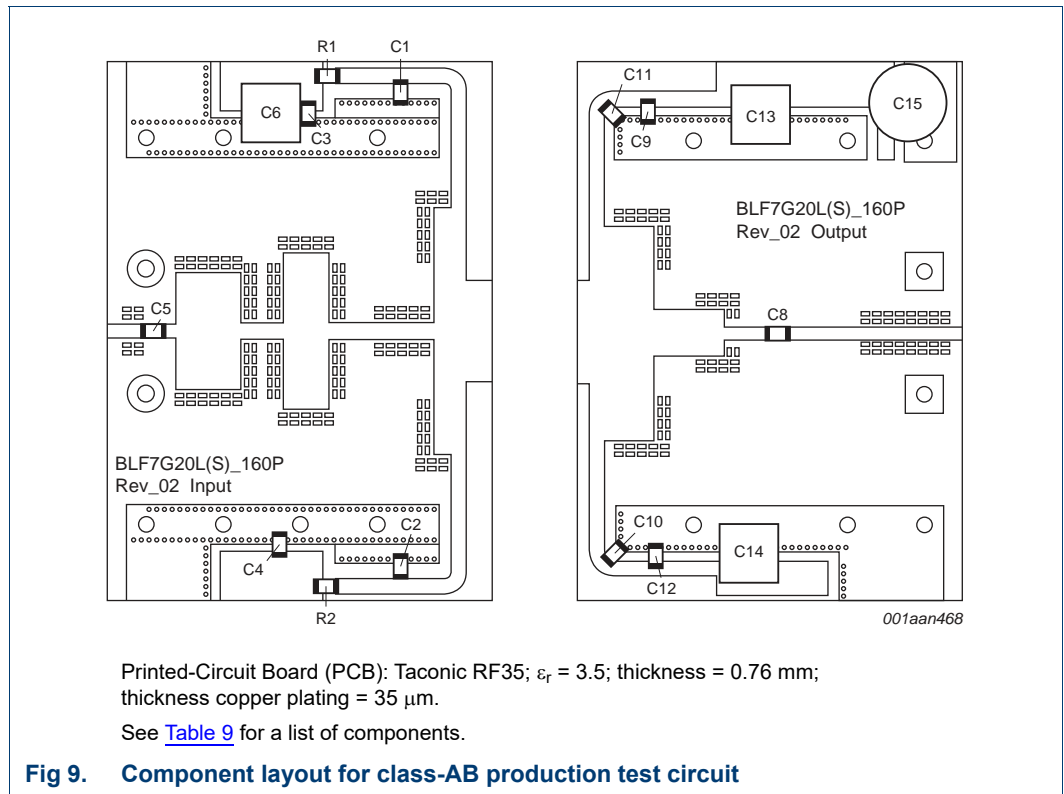 R1 C1
C6
C3
C5
BLF7G20L(S)_160P
Rev_02 Input
C2
C4
R2
C11
C15
C13
C9
BLF7G20L(S)_160P
Rev_02 Output
C8
C10
C14
C12
001aan468
Printed-Circuit Board (PCB): Taconic RF35; εr = 3.5; thickness = 0.76 mm;
thickness copper plating = 35 μm.
See Table 9 for a list of components.
Fig 9. Component layout for class-AB production test circuit